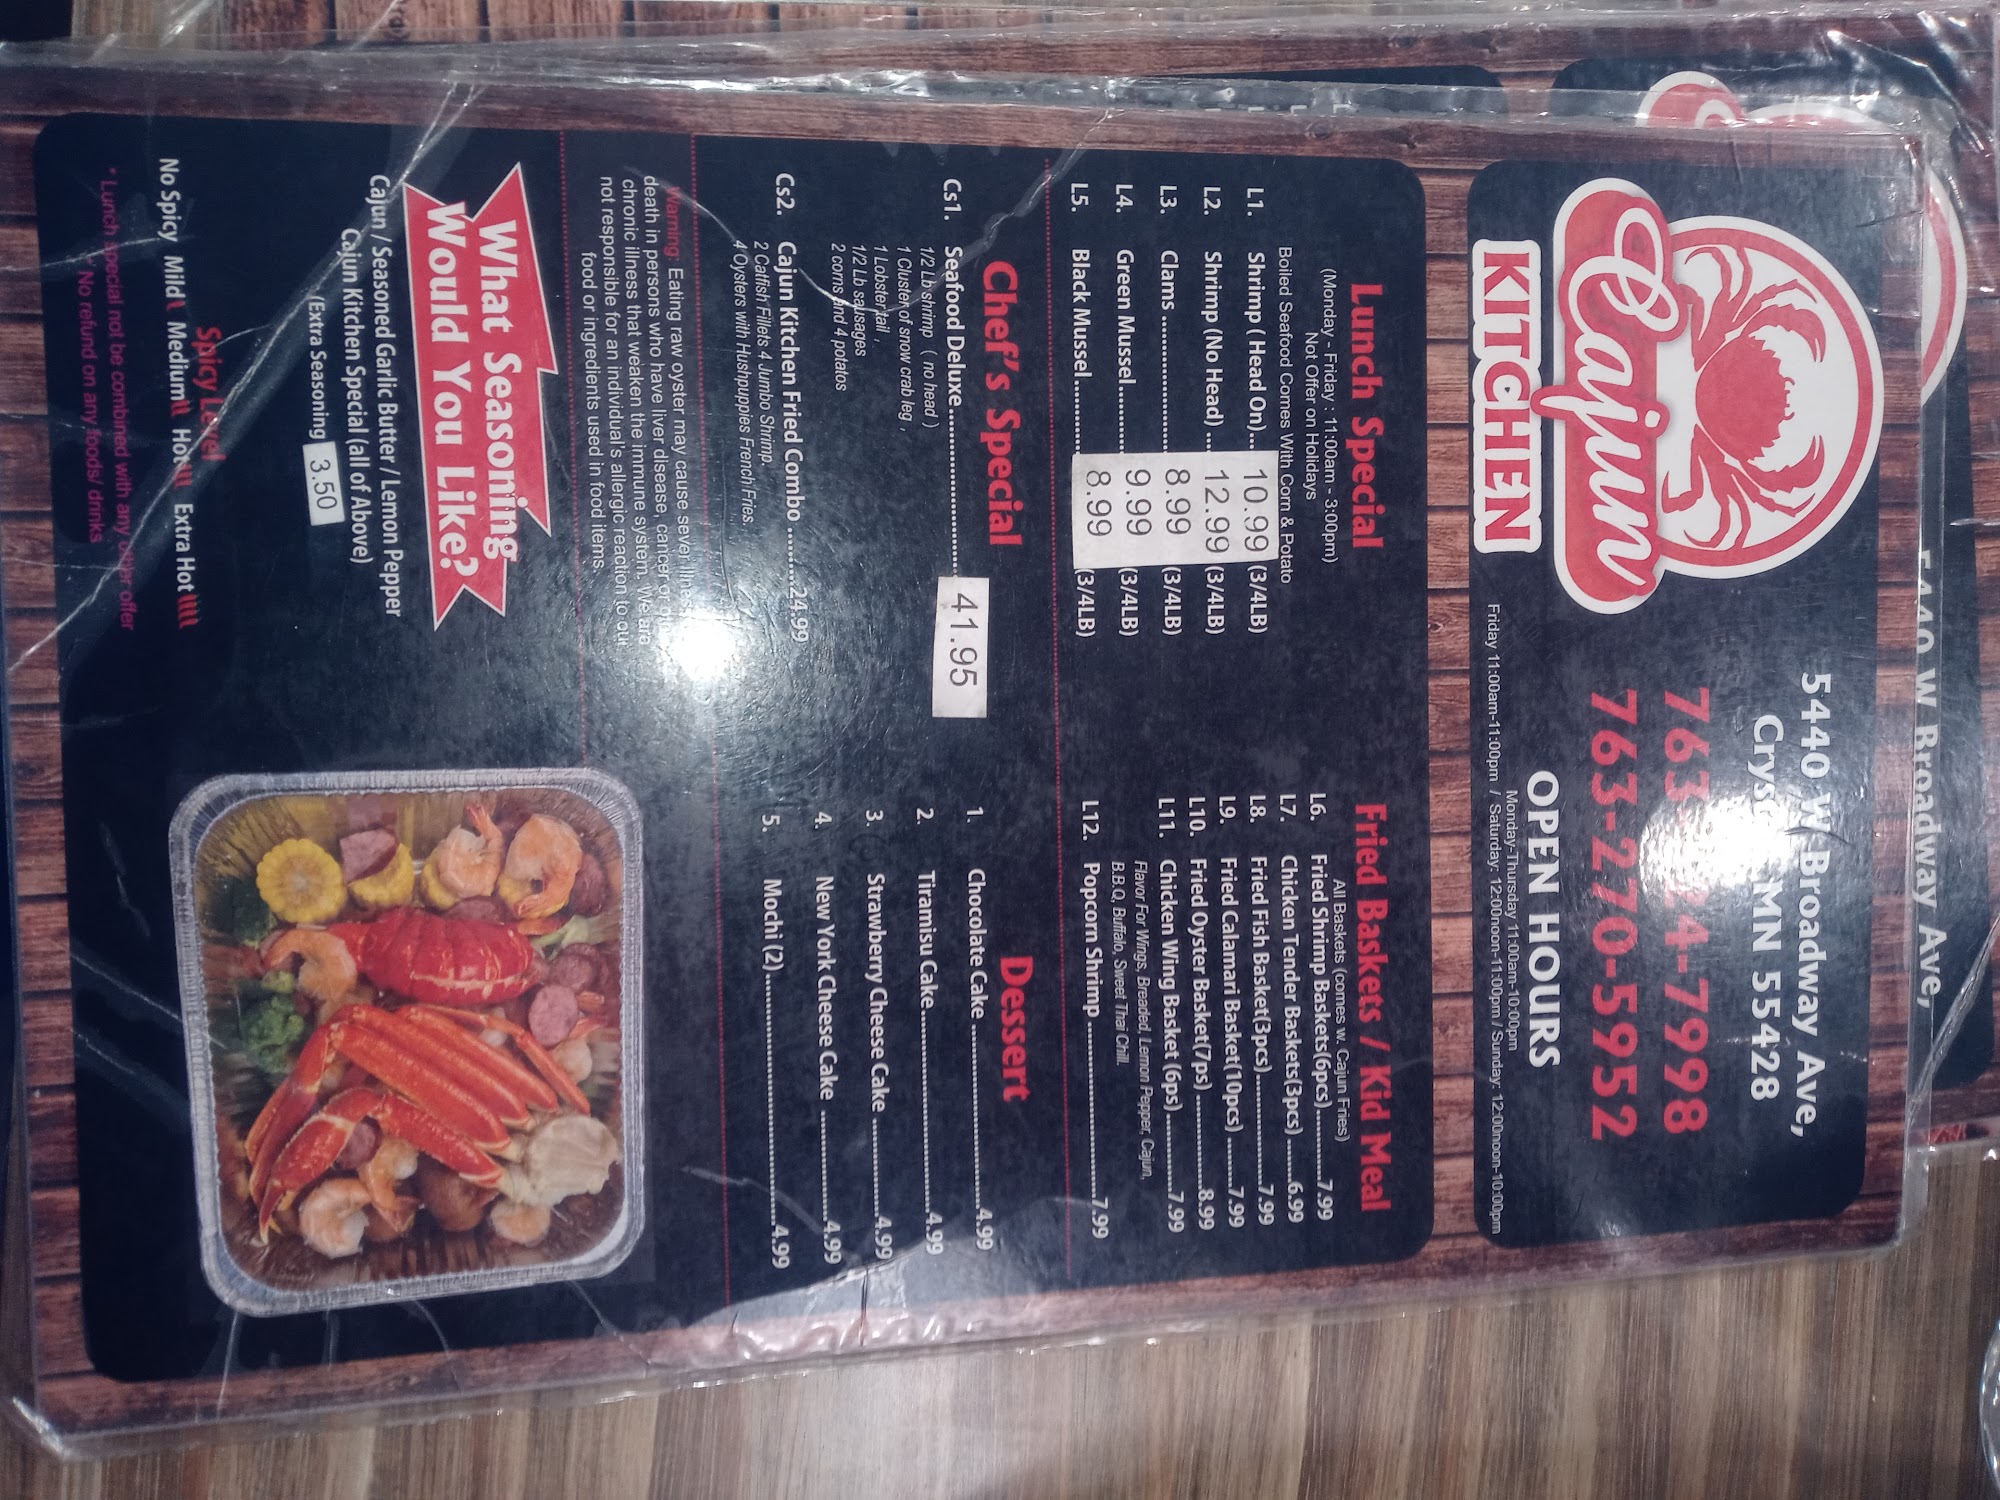 Cajun
KITCHEN
5440 W Broadway Ave,
MN 55428
763-270-5952
OPEN HOURS
Monday-Thursday 11:00am-10:00pm
Friday 11:00am-11:00pm / Saturday: 12:00noon-11:00pm / Sunday: 12:00noon-10:00pm
Lunch Special
(Monday - Friday : 11:00am - 3:00pm)
Not Offer on Holidays
Boiled Seafood Comes With Corn & Potato
L1. Shrimp ( Head On).... 10.99 (3/4LB)
L2. Shrimp (No Head) .... 12.99 (3/4LB)
L3. Clams .................... 8.99 (3/4LB)
L4. Green Mussel............ 9.99 (3/4LB)
L5. Black Mussel.............. 8.99 (3/4LB)
Fried Baskets / Kid Meal
All Baskets (comes w. Cajun Fries)
L6. Fried Shrimp Baskets(6pcs)..........7.99
L7. Chicken Tender Baskets(3pcs).....6.99
L8. Fried Fish Basket(3pcs)................7.99
L9. Fried Calamari Basket(10pcs) .......7.99
L10. Fried Oyster Basket(7ps) ..............8.99
L11. Chicken Wing Basket (6ps)...........7.99
Flavor For Wings, Breaded, Lemon Pepper, Cajun,
B.B.Q, Buffalo, Sweet Thai Chili.
L12. Popcorn Shrimp ...........................7.99
Chef's Special
Cs1. Seafood Deluxe........................... 41.95
1/2 Lb shrimp ( no head )
1 Cluster of snow crab leg ,
1 Lobster tail ,
1/2 Lb sausages
2 corns and 4 potatos
Cs2. Cajun Kitchen Fried Combo ..........24.99
2 Catfish Fillets 4 Jumbo Shrimp.
4 Oysters with Hushpuppies French Fries.
Dessert
1. Chocolate Cake ................................4.99
2. Tiramisu Cake...................................4.99
3. Strawberry Cheese Cake ..................4.99
4. New York Cheese Cake ....................4.99
5. Mochi (2)..........................................4.99
Warning: Eating raw oyster may cause sever illness
death in persons who have liver disease, cancer or
chronic illness that weaken the immune system. We are
not responsible for an individual's allergic reaction to our
food or ingredients used in food items.
What Seasoning
Would You Like?
Cajun / Seasoned Garlic Butter / Lemon Pepper
Cajun Kitchen Special (all of Above)
(Extra Seasoning 3.50
Spicy Level
No Spicy Mild Medium Hot Extra Hot
* Lunch special not be combined with any other offer
* No refund on any foods/ drinks
5440 W Broadway Ave,